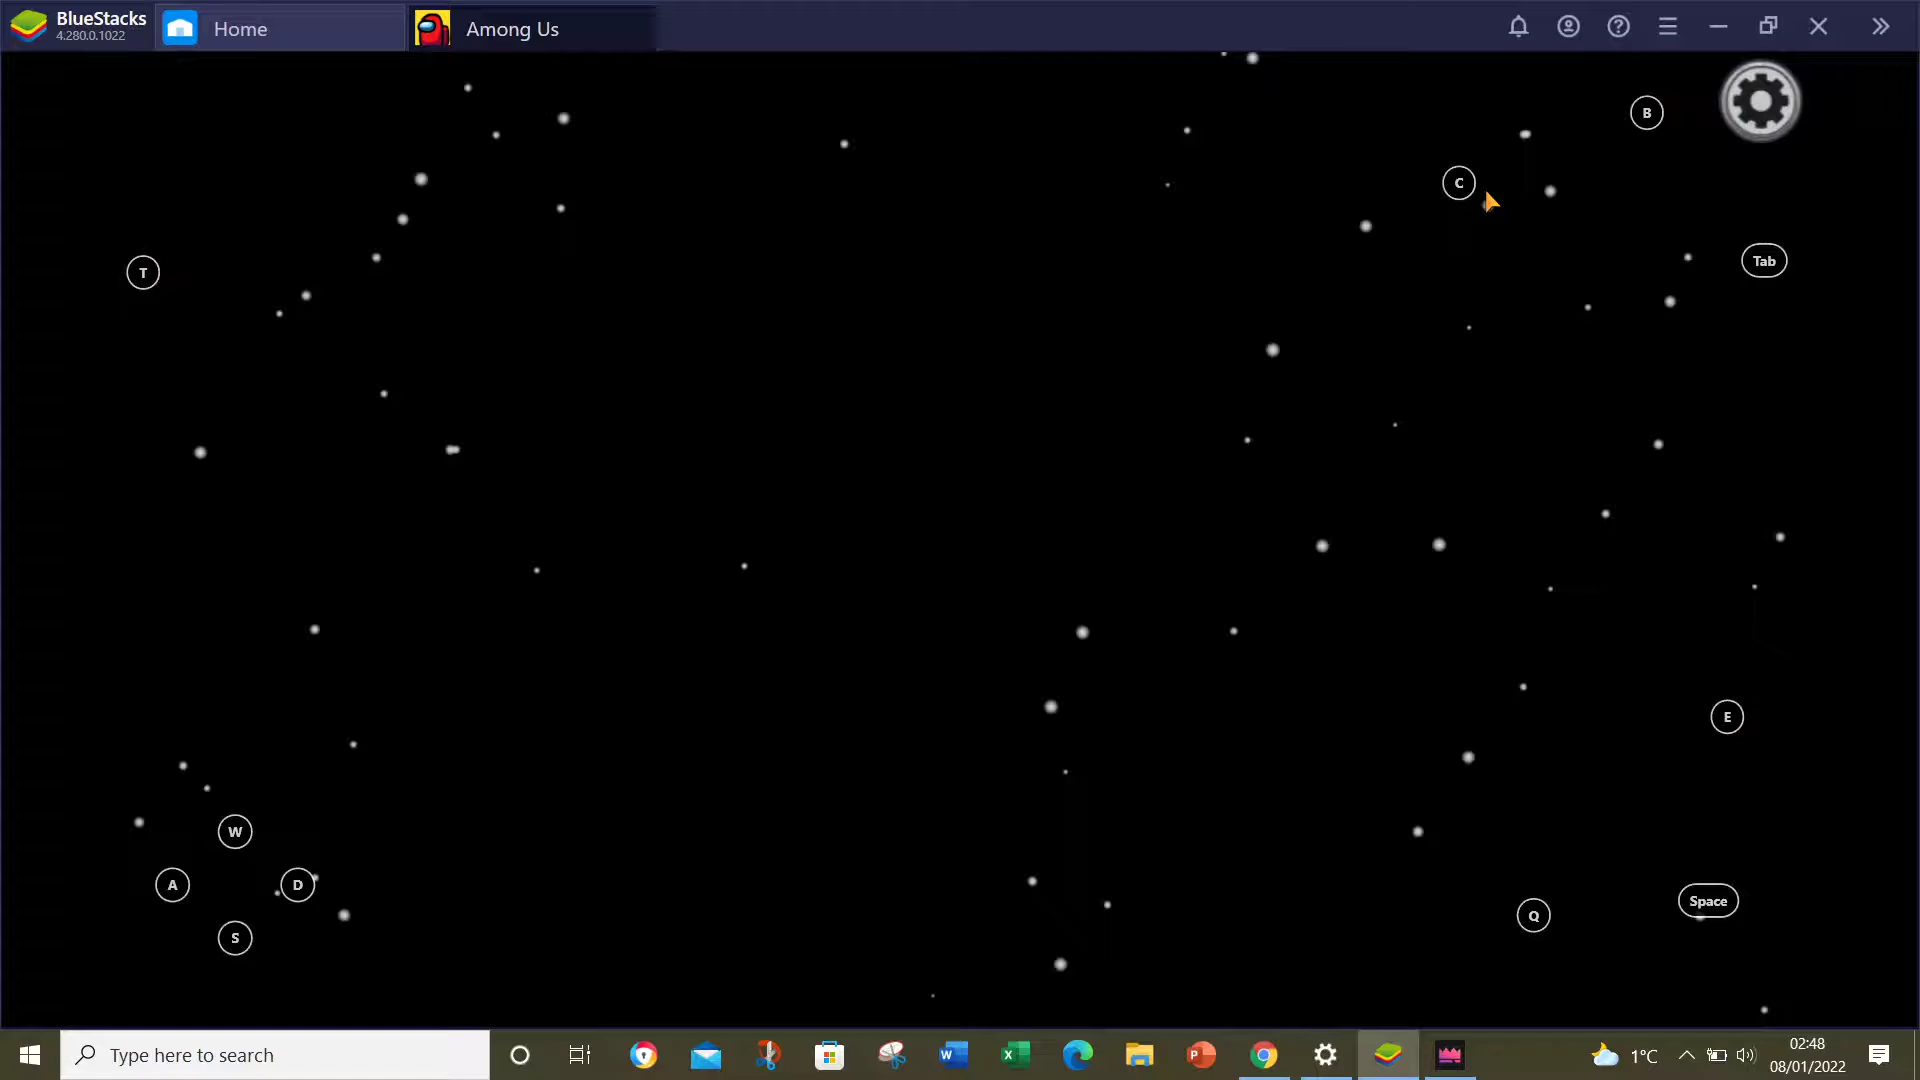 BlueStacks
4.280.0.1022
Home
Among Us
B
C
T
Tab
E
W
A
D
S
Q
Space
Type here to search
1°C
02:48
08/01/2022